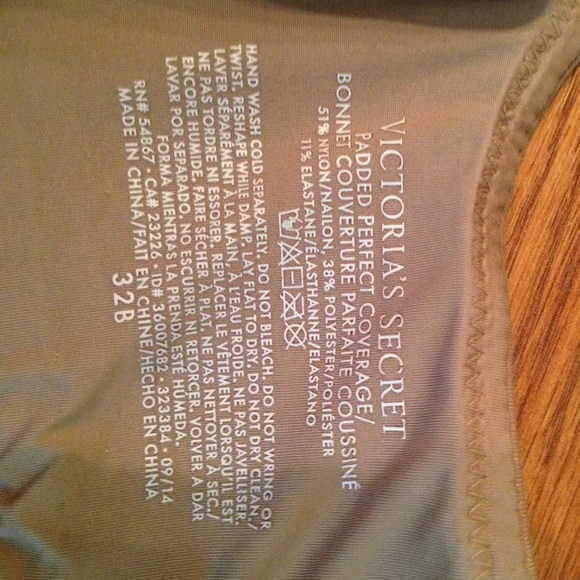 VICTORIA'S SECRET
PADDED PERFECT COVERAGE/
BONNET COUVERTURE PARFAITE COUSSINÉ
51% NYLON/NAILON, 38% POLYESTER/POLIÉSTER
11% ELASTANE/ÉLASTHANNE/ELASTANO
HAND WASH COLD SEPARATELY. DO NOT BLEACH. DO NOT WRING OR
TWIST. RESHAPE WHILE DAMP. LAY FLAT TO DRY. DO NOT DRY CLEAN./
LAVER SÉPARÉMENT À LA MAIN, À L'EAU FROIDE. NE PAS JAVELLISER.
NE PAS TORDRE NI ESSORER. REPLACER LE VÊTEMENT LORSQU'IL EST
ENCORE HUMIDE. FAIRE SÉCHER À PLAT. NE PAS NETTOYER À SEC./
LAVAR POR SEPARADO. NO ESCURRIR NI RETORCER. VOLVER A DAR
FORMA MIENTRAS LA PRENDA ESTÉ HÚMEDA.
RN# 54867 · CA# 23226 · ID# 36007682 · 323384 · 09/14
MADE IN CHINA/FAIT EN CHINE/HECHO EN CHINA
32B